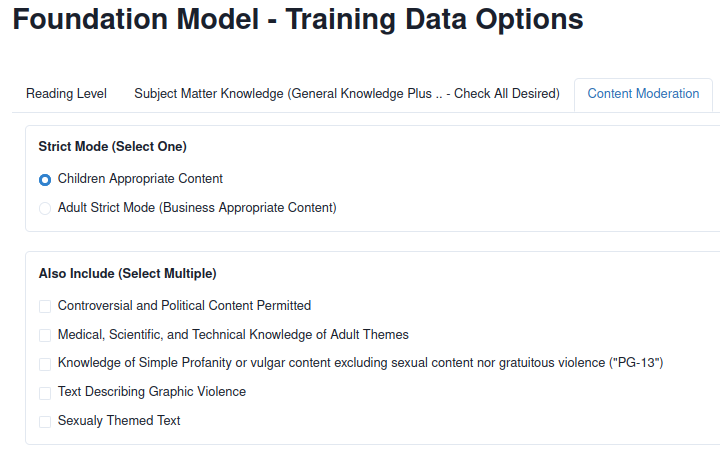 Foundation Model - Training Data Options
Reading Level
Subject Matter Knowledge (General Knowledge Plus .. - Check All Desired)
Content Moderation
Strict Mode (Select One)
Children Appropriate Content
Adult Strict Mode (Business Appropriate Content)
Also Include (Select Multiple)
Controversial and Political Content Permitted
Medical, Scientific, and Technical Knowledge of Adult Themes
Knowledge of Simple Profanity or vulgar content excluding sexual content nor gratuitous violence ("PG-13")
Text Describing Graphic Violence
Sexualy Themed Text